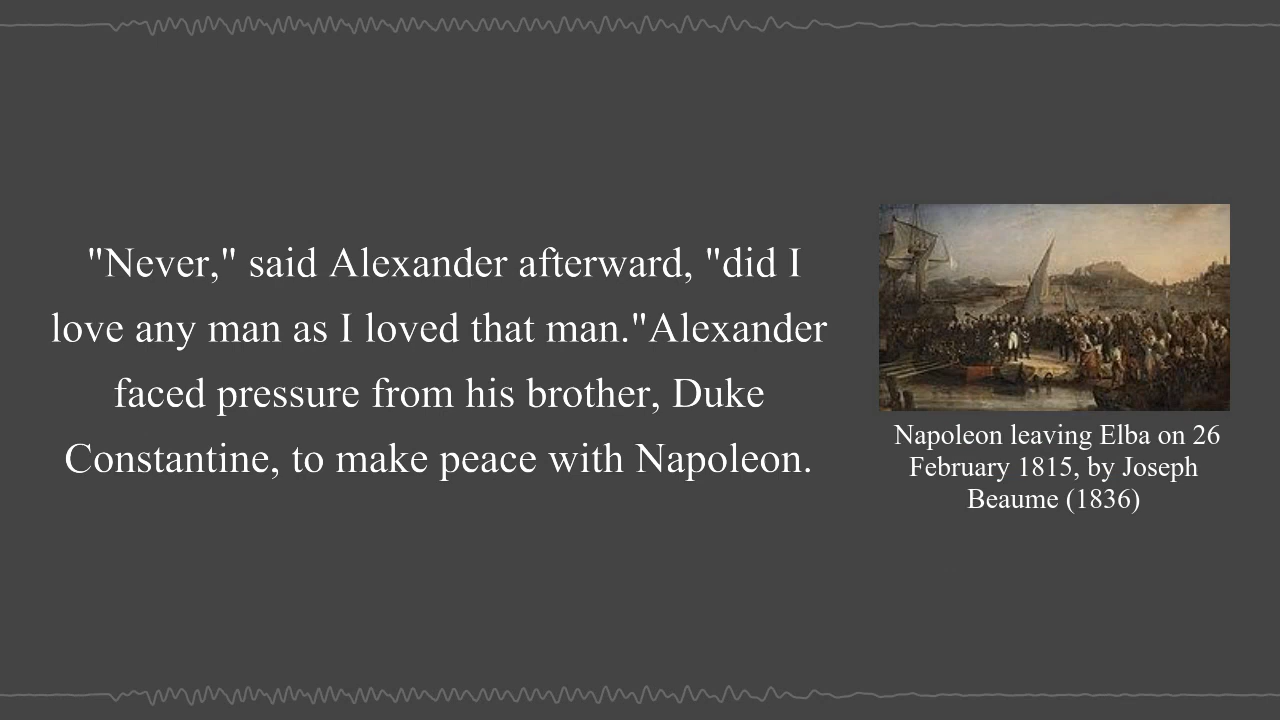 "Never," said Alexander afterward, "did I
love any man as I loved that man."Alexander
faced pressure from his brother, Duke
Constantine, to make peace with Napoleon.
Napoleon leaving Elba on 26
February 1815, by Joseph
Beaume (1836)